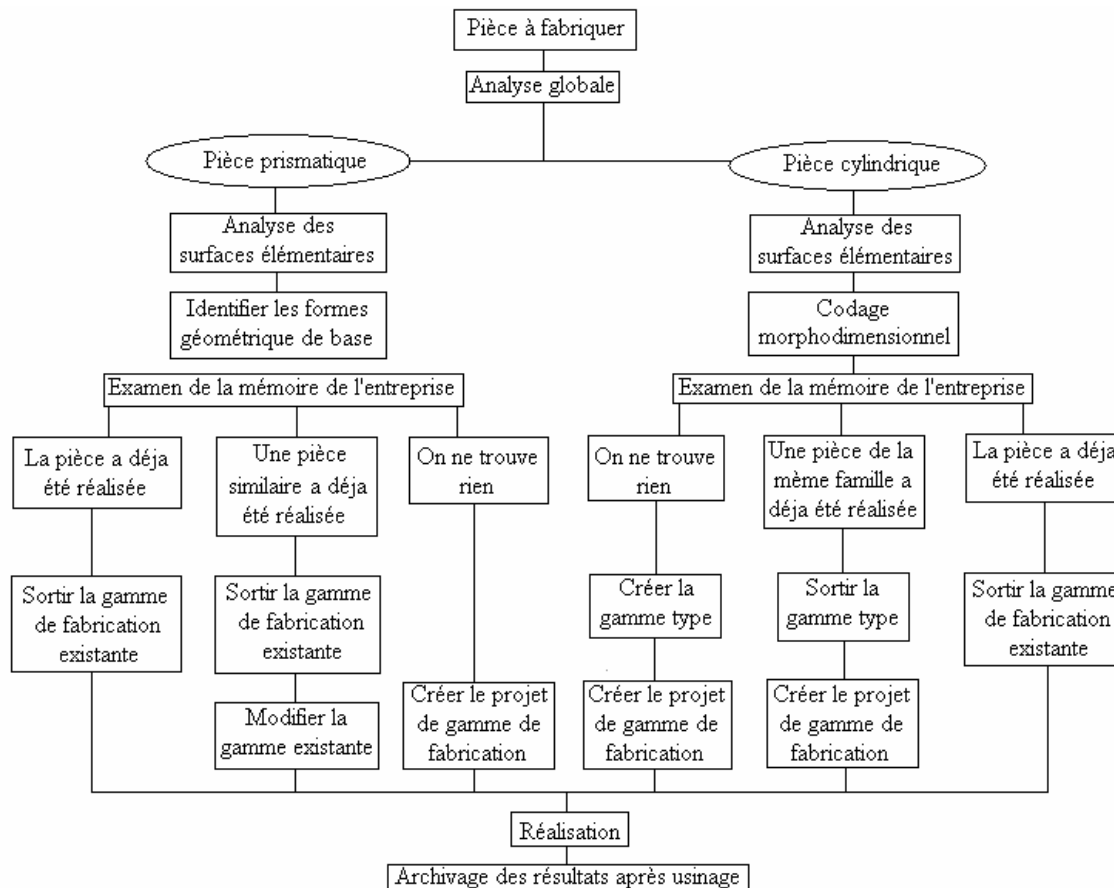 Pièce à fabriquer
Analyse globale
Pièce prismatique
Pièce cylindrique
Analyse des
surfaces élémentaires
Analyse des
surfaces élémentaires
Identifier les formes
géométrique de base
Codage
morphodimensionnel
Examen de la mémoire de l'entreprise
Examen de la mémoire de l'entreprise
La pièce a déja
été réalisée
Une pièce
similaire a déja
été réalisée
On ne trouve
rien
On ne trouve
rien
Une pièce de la
mème famille a
déja été réalisée
La pièce a déja
été réalisée
Sortir la gamme
de fabrication
existante
Sortir la gamme
de fabrication
existante
Créer la
gamme type
Sortir la
gamme type
Sortir la gamme
de fabrication
existante
Modifier la
gamme existante
Créer le projet
de gamme de
fabrication
Créer le projet
de gamme de
fabrication
Créer le projet
de gamme de
fabrication
Réalisation
Archivage des résultats après usinage